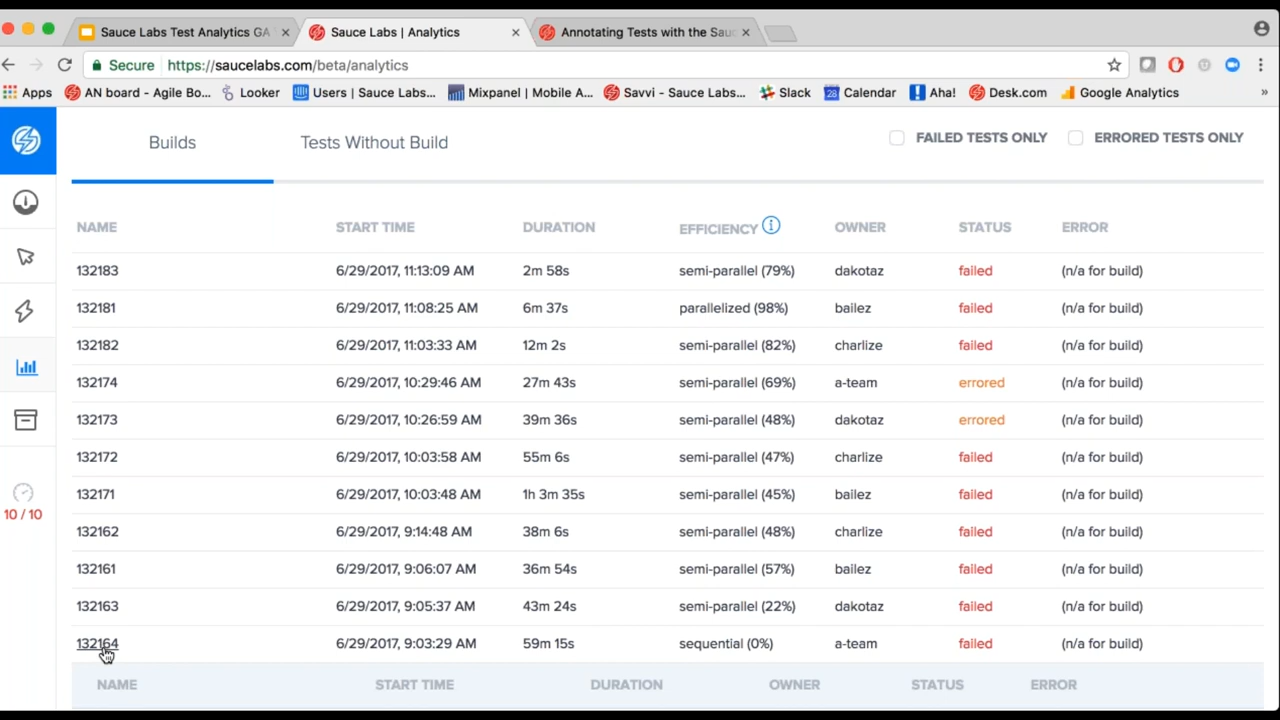 Sauce Labs Test Analytics GA Sauce Labs | Analytics Annotating Tests with the Sauc
Secure https://saucelabs.com/beta/analytics
Apps AN board - Agile Bo... Looker Users | Sauce Labs... Mixpanel | Mobile A... Savvi - Sauce Labs... Slack 28 Calendar Aha! Desk.com Google Analytics »
Builds Tests Without Build FAILED TESTS ONLY ERRORED TESTS ONLY
NAME START TIME DURATION EFFICIENCY OWNER STATUS ERROR
132183 6/29/2017, 11:13:09 AM 2m 58s semi-parallel (79%) dakotaz failed (n/a for build)
132181 6/29/2017, 11:08:25 AM 6m 37s parallelized (98%) bailez failed (n/a for build)
132182 6/29/2017, 11:03:33 AM 12m 2s semi-parallel (82%) charlize failed (n/a for build)
132174 6/29/2017, 10:29:46 AM 27m 43s semi-parallel (69%) a-team errored (n/a for build)
132173 6/29/2017, 10:26:59 AM 39m 36s semi-parallel (48%) dakotaz errored (n/a for build)
132172 6/29/2017, 10:03:58 AM 55m 6s semi-parallel (47%) charlize failed (n/a for build)
132171 6/29/2017, 10:03:48 AM 1h 3m 35s semi-parallel (45%) bailez failed (n/a for build)
10 / 10
132162 6/29/2017, 9:14:48 AM 38m 6s semi-parallel (48%) charlize failed (n/a for build)
132161 6/29/2017, 9:06:07 AM 36m 54s semi-parallel (57%) bailez failed (n/a for build)
132163 6/29/2017, 9:05:37 AM 43m 24s semi-parallel (22%) dakotaz failed (n/a for build)
132164 6/29/2017, 9:03:29 AM 59m 15s sequential (0%) a-team failed (n/a for build)
NAME START TIME DURATION OWNER STATUS ERROR